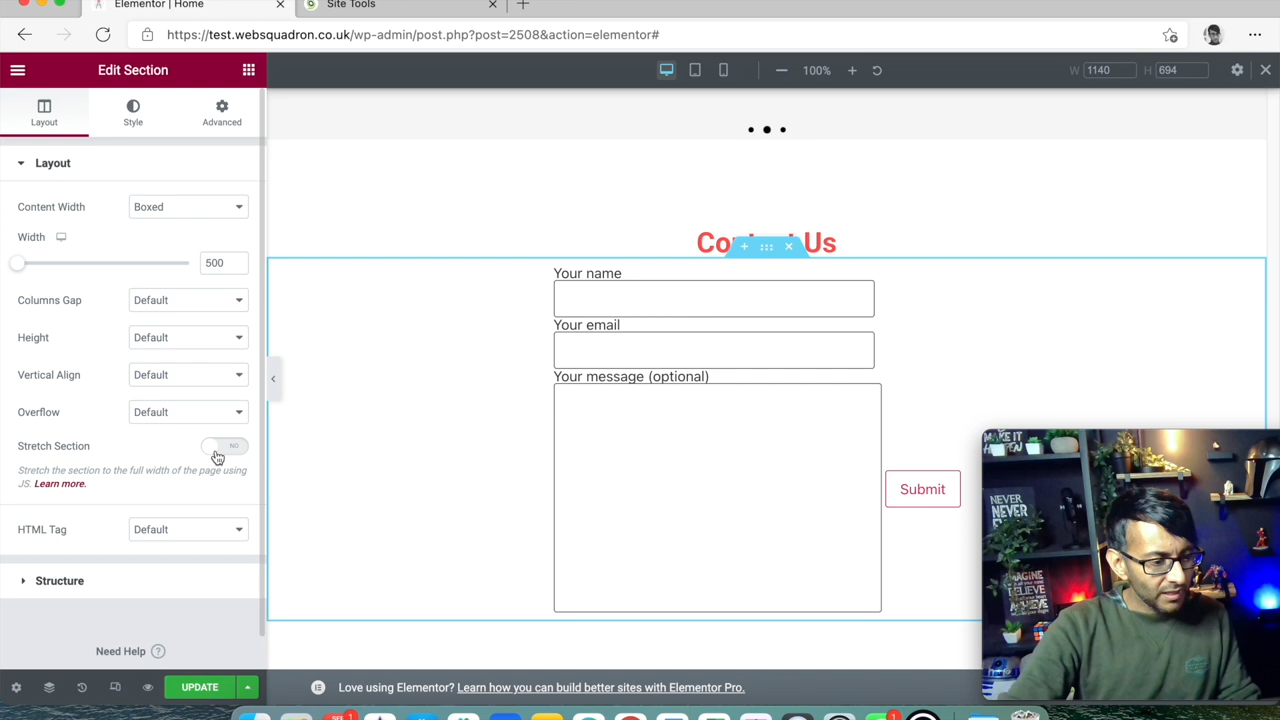 Elementor | Home
Site Tools
https://test.websquadron.co.uk/wp-admin/post.php?post=2508&action=elementor#
Edit Section
100%
W 1140 H 694
Layout
Style
Advanced
Layout
Content Width
Boxed
Width
500
Columns Gap
Default
Height
Default
Vertical Align
Default
Overflow
Default
Stretch Section
NO
Stretch the section to the full width of the page using
JS. Learn more.
HTML Tag
Default
Structure
Need Help
UPDATE
Us
Your name
Your email
Your message (optional)
Submit
Love using Elementor? Learn how you can build better sites with Elementor Pro.
MAKE IT
HAPPEN
NEVER
NEVER
IMAGINE
BELIEVE